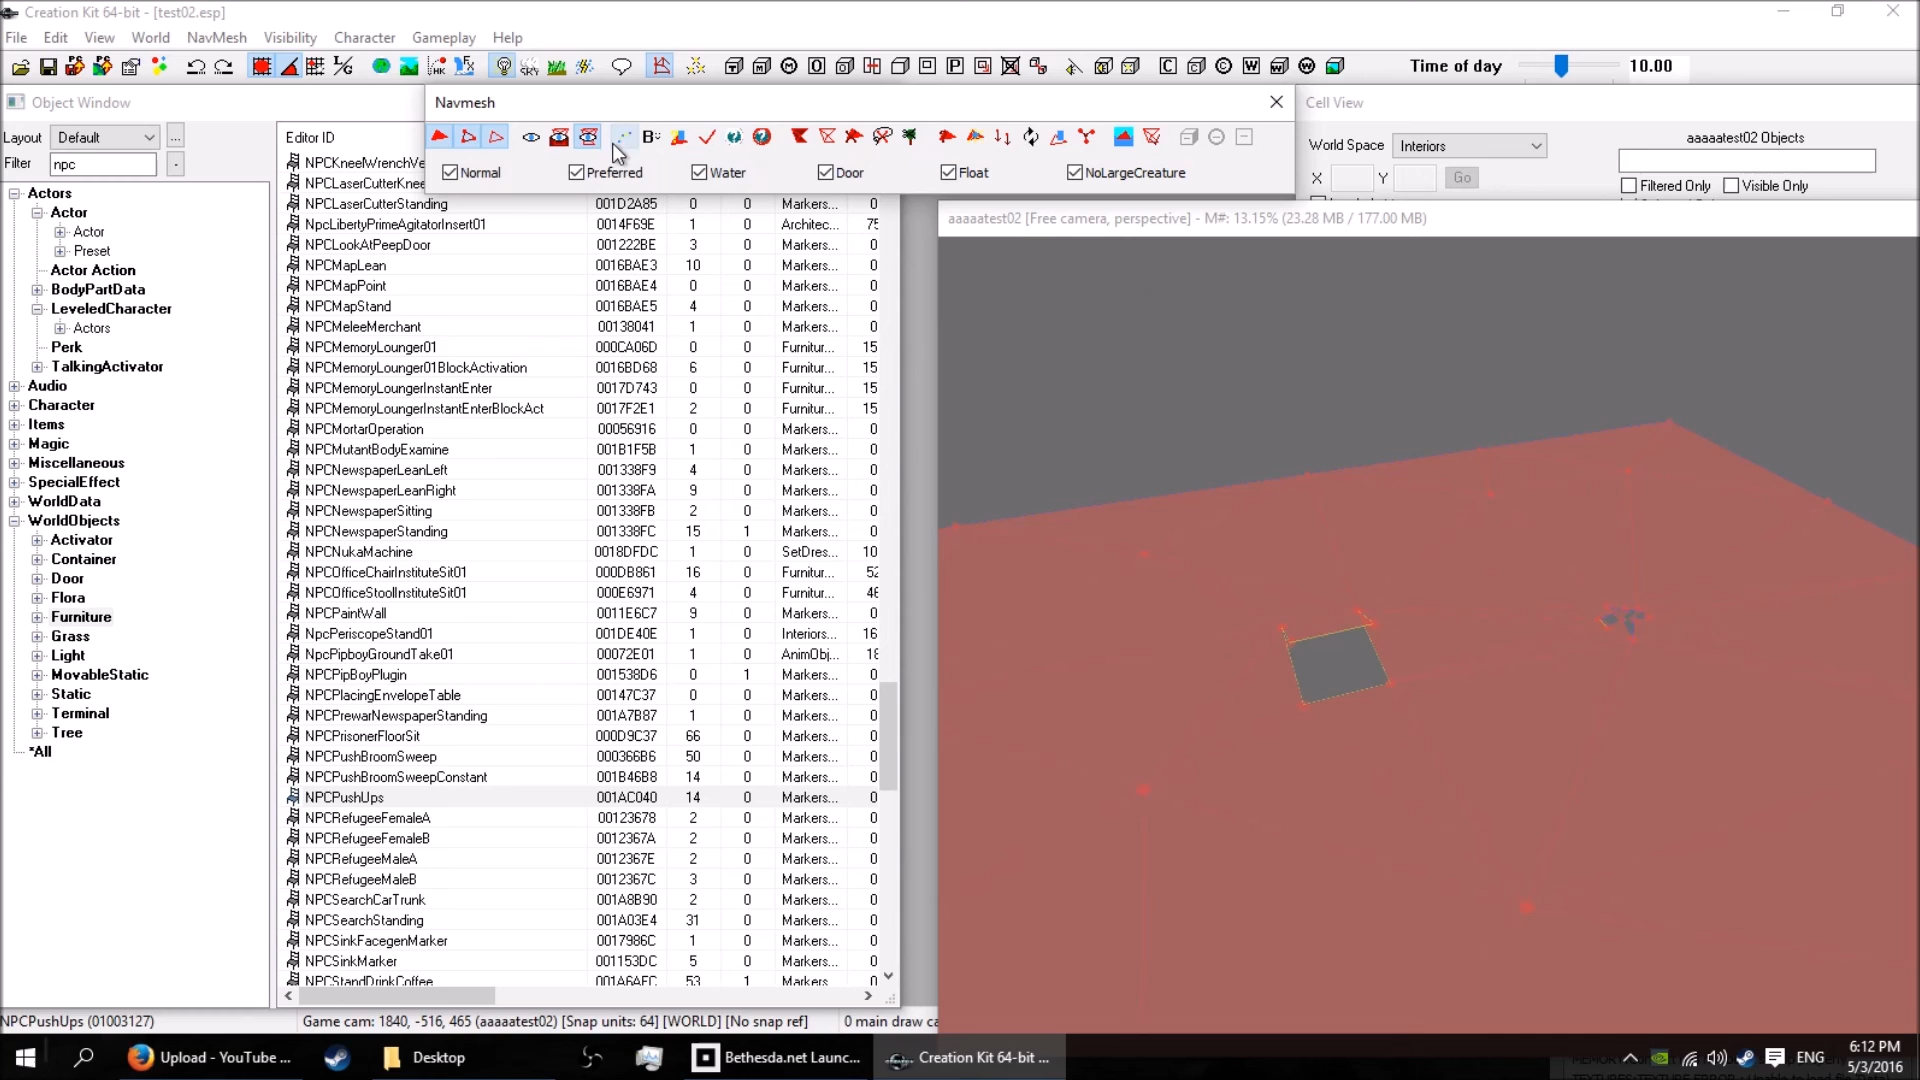 Creation Kit 64-bit - [test02.esp]
File Edit View World NavMesh Visibility Character Gameplay Help
Time of day 10.00
Object Window
Layout Default ...
Filter npc
Actors
Actor
Actor
Preset
Actor Action
BodyPartData
LeveledCharacter
Actors
Perk
TalkingActivator
Audio
Character
Items
Magic
Miscellaneous
SpecialEffect
WorldData
WorldObjects
Activator
Container
Door
Flora
Furniture
Grass
Light
MovableStatic
Static
Terminal
Tree
*All
Navmesh
Normal Preferred Water Door Float NoLargeCreature
Cell View
World Space Interiors
X Y Go
aaaaatest02 Objects
Filtered Only Visible Only
Editor ID
NPCKneelWrenchVe
NPCLaserCutterKnee
NPCLaserCutterStanding 001D2A85 0 0 Markers... 0
NpcLibertyPrimeAgitatorInsert01 0014F69E 1 0 Architec... 75
NPCLookAtPeepDoor 001222BE 3 0 Markers... 0
NPCMapLean 0016BAE3 10 0 Markers... 0
NPCMapPoint 0016BAE4 0 0 Markers... 0
NPCMapStand 0016BAE5 4 0 Markers... 0
NPCMeleeMerchant 00138041 1 0 Markers... 0
NPCMemoryLounger01 000CA06D 0 0 Furnitur... 15
NPCMemoryLounger01BlockActivation 0016BD68 6 0 Furnitur... 15
NPCMemoryLoungerInstantEnter 0017D743 0 0 Furnitur... 15
NPCMemoryLoungerInstantEnterBlockAct 0017F2E1 2 0 Furnitur... 15
NPCMortarOperation 00056916 0 0 Markers... 0
NPCMutantBodyExamine 001B1F5B 1 0 Markers... 0
NPCNewspaperLeanLeft 001338F9 4 0 Markers... 0
NPCNewspaperLeanRight 001338FA 9 0 Markers... 0
NPCNewspaperSitting 001338FB 2 0 Markers... 0
NPCNewspaperStanding 001338FC 15 1 Markers... 0
NPCNukaMachine 0018DFDC 1 0 SetDres... 10
NPCOfficeChairInstituteSit01 000DB861 16 0 Furnitur... 52
NPCOfficeStoolInstituteSit01 000E6971 4 0 Furnitur... 46
NPCPaintWall 0011E6C7 9 0 Markers... 0
NpcPeriscopeStand01 001DE40E 1 0 Interiors... 16
NpcPipboyGroundTake01 00072E01 1 0 AnimObj... 18
NPCPipBoyPlugin 001538D6 0 1 Markers... 0
NPCPlacingEnvelopeTable 00147C37 0 0 Markers... 0
NPCPrewarNewspaperStanding 001A7B87 1 0 Markers... 0
NPCPrisonerFloorSit 000D9C37 66 0 Markers... 0
NPCPushBroomSweep 000366B6 50 0 Markers... 0
NPCPushBroomSweepConstant 001B46B8 14 0 Markers... 0
NPCPushUps 001AC040 14 0 Markers... 0
NPCRefugeeFemaleA 00123678 2 0 Markers... 0
NPCRefugeeFemaleB 0012367A 2 0 Markers... 0
NPCRefugeeMaleA 0012367E 2 0 Markers... 0
NPCRefugeeMaleB 0012367C 3 0 Markers... 0
NPCSearchCarTrunk 001A8B90 2 0 Markers... 0
NPCSearchStanding 001A03E4 31 0 Markers... 0
NPCSinkFacegenMarker 0017986C 1 0 Markers... 0
NPCSinkMarker 001153DC 5 0 Markers... 0
NPCStandDrinkCoffee 001A6AFC 53 1 Markers 0
aaaaatest02 [Free camera, perspective] - M#: 13.15% (23.28 MB / 177.00 MB)
NPCPushUps (01003127) Game cam: 1840, -516, 465 (aaaaatest02) [Snap units: 64] [WORLD] [No snap ref] 0 main draw ca
Upload - YouTube ... Desktop Bethesda.net Launc... Creation Kit 64-bit ... ENG 6:12 PM
5/3/2016